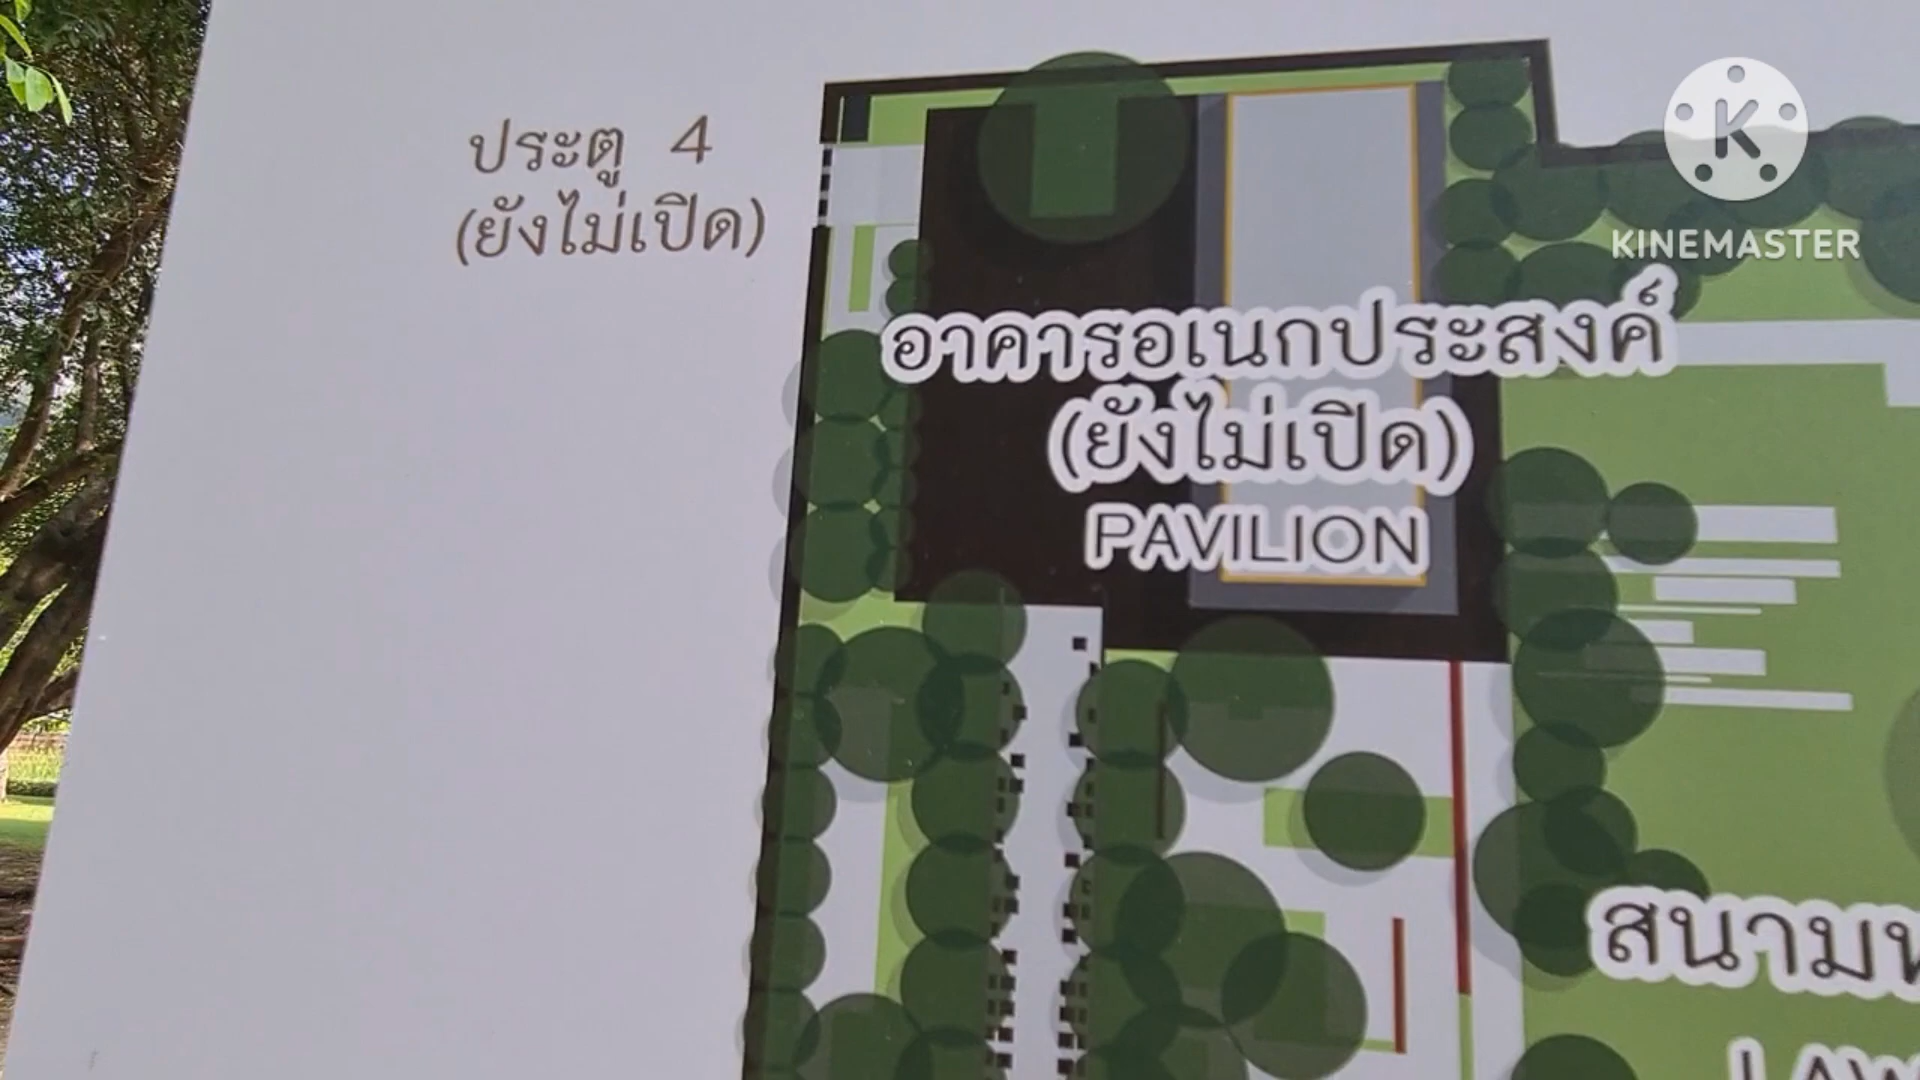 ประตู 4
(ยังไม่เปิด)
KINEMASTER
อาคารอเนกประสงค์
(ยังไม่เปิด)
PAVILION